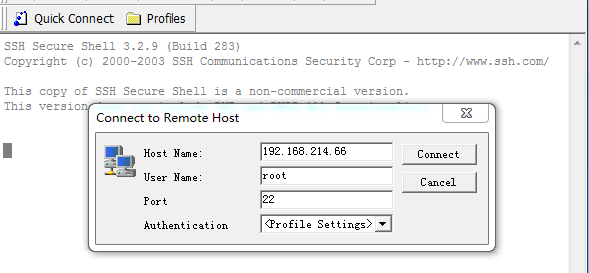 Quick Connect Profiles
SSH Secure Shell 3.2.9 (Build 283)
Copyright (c) 2000-2003 SSH Communications Security Corp - http://www.ssh.com/
This copy of SSH Secure Shell is a non-commercial version.
This version
Connect to Remote Host
Host Name: 192.168.214.66 Connect
User Name: root Cancel
Port 22
Authentication <Profile Settings>